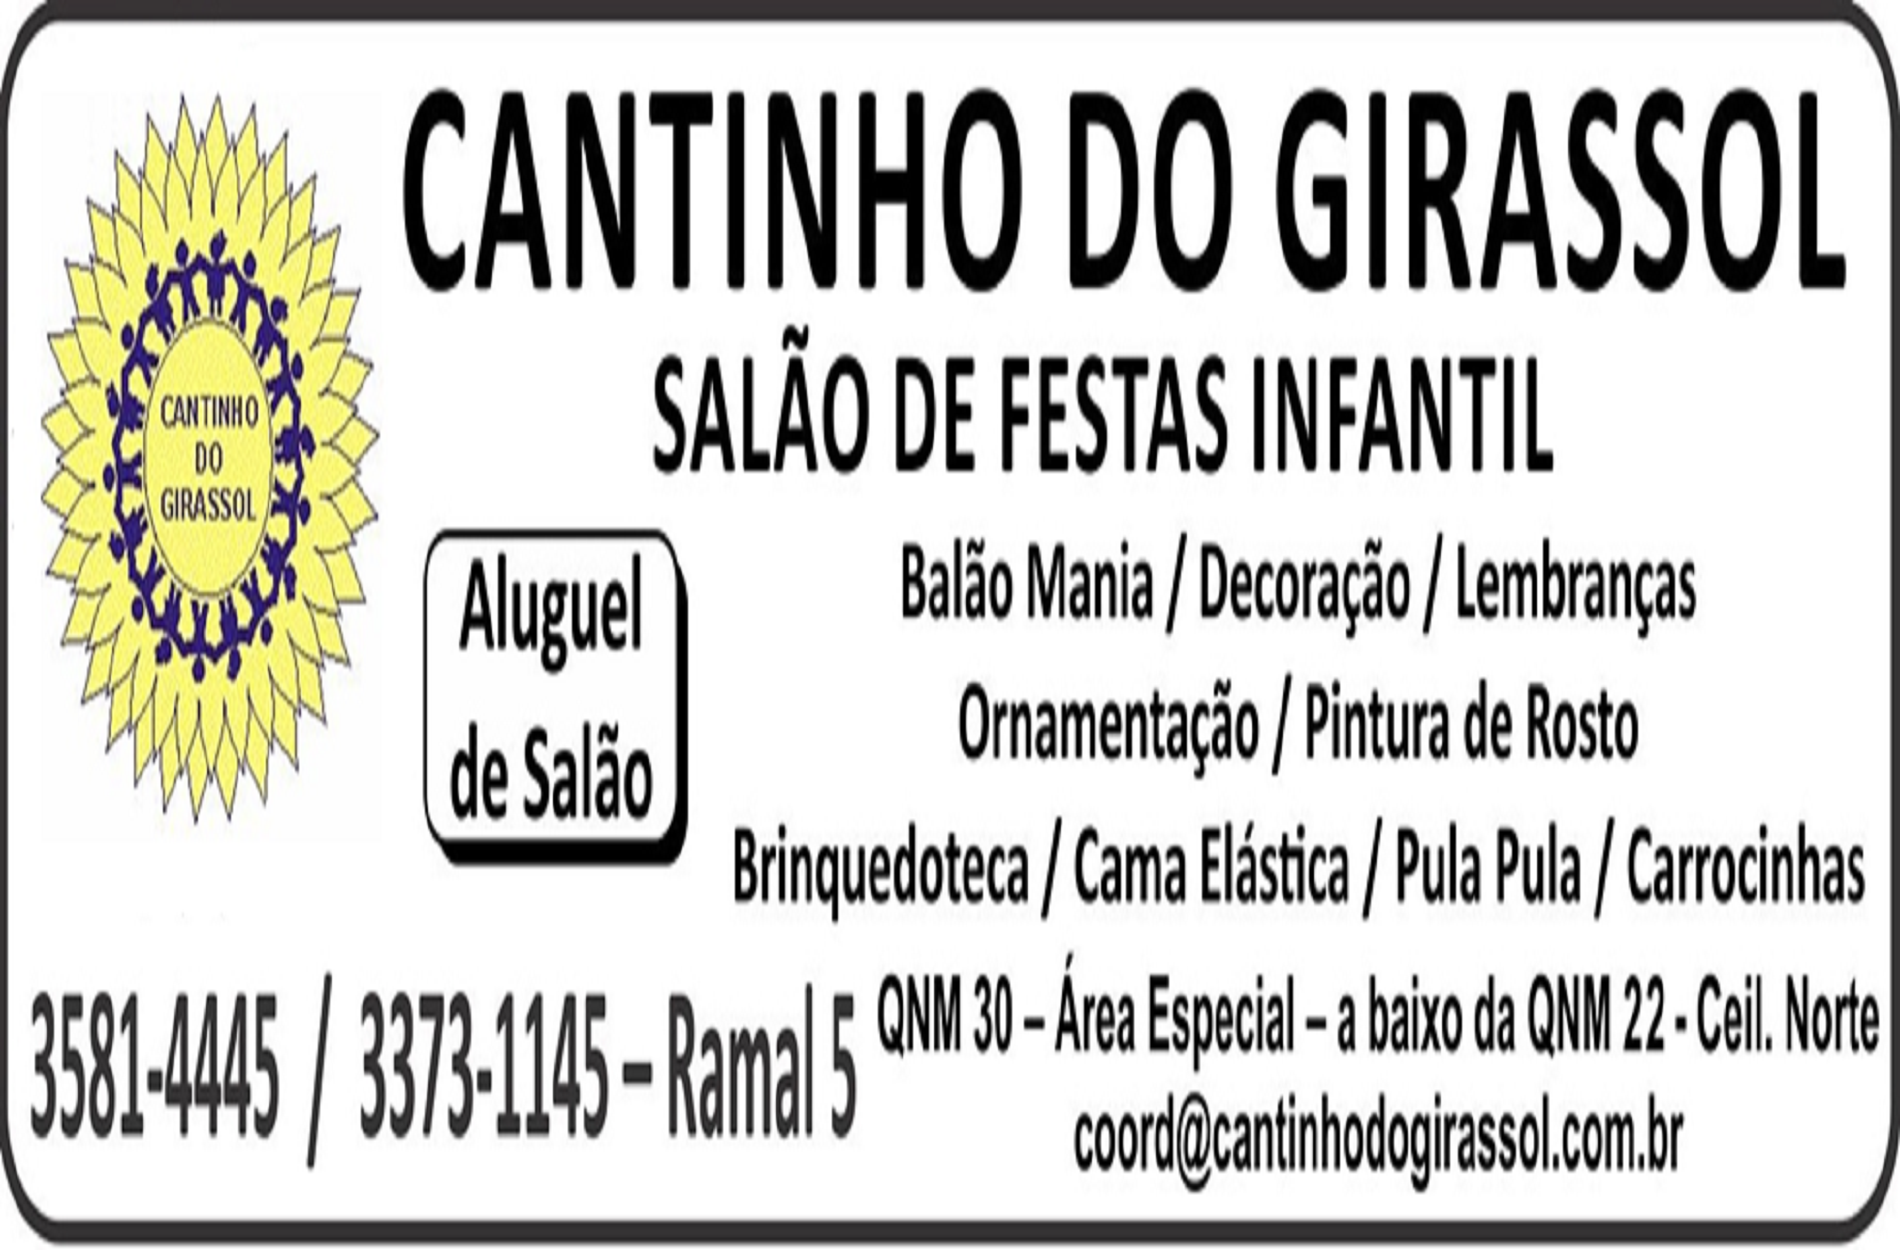 CANTINHO DO GIRASSOL
SALÃO DE FESTAS INFANTIL
CANTINHO
DO
GIRASSOL
Aluguel
de Salão
Balão Mania / Decoração / Lembranças
Ornamentação / Pintura de Rosto
Brinquedoteca / Cama Elástica / Pula Pula / Carrocinhas
3581-4445 / 3373-1145 – Ramal 5
QNM 30 – Área Especial – a baixo da QNM 22 - Ceil. Norte
coord@cantinhodogirassol.com.br